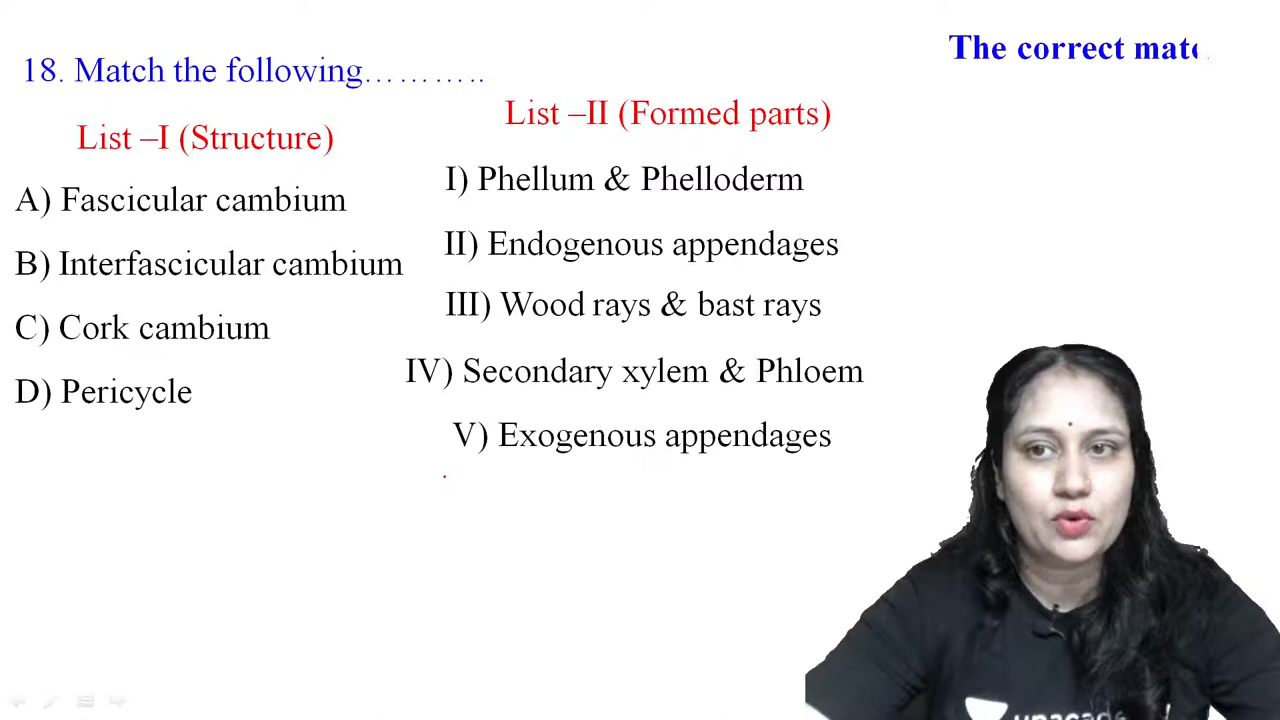 The correct
18. Match the following………..
List –I (Structure)
A) Fascicular cambium
B) Interfascicular cambium
C) Cork cambium
D) Pericycle
List –II (Formed parts)
I) Phellum & Phelloderm
II) Endogenous appendages
III) Wood rays & bast rays
IV) Secondary xylem & Phloem
V) Exogenous appendages